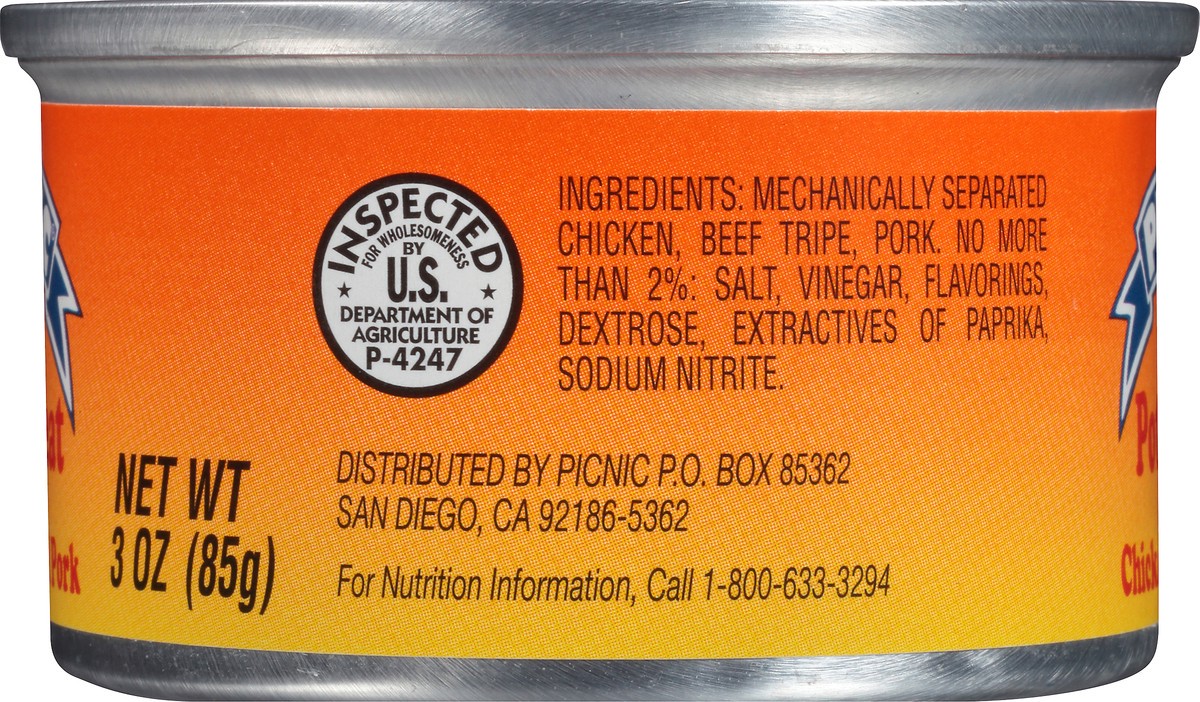 INSPECTED
FOR WHOLESOMENESS
BY
U.S.
DEPARTMENT OF
AGRICULTURE
P-4247
INGREDIENTS: MECHANICALLY SEPARATED
CHICKEN, BEEF TRIPE, PORK. NO MORE
THAN 2%: SALT, VINEGAR, FLAVORINGS,
DEXTROSE, EXTRACTIVES OF PAPRIKA,
SODIUM NITRITE.
NET WT
3 OZ (85g)
DISTRIBUTED BY PICNIC P.O. BOX 85362
SAN DIEGO, CA 92186-5362
For Nutrition Information, Call 1-800-633-3294
Pork